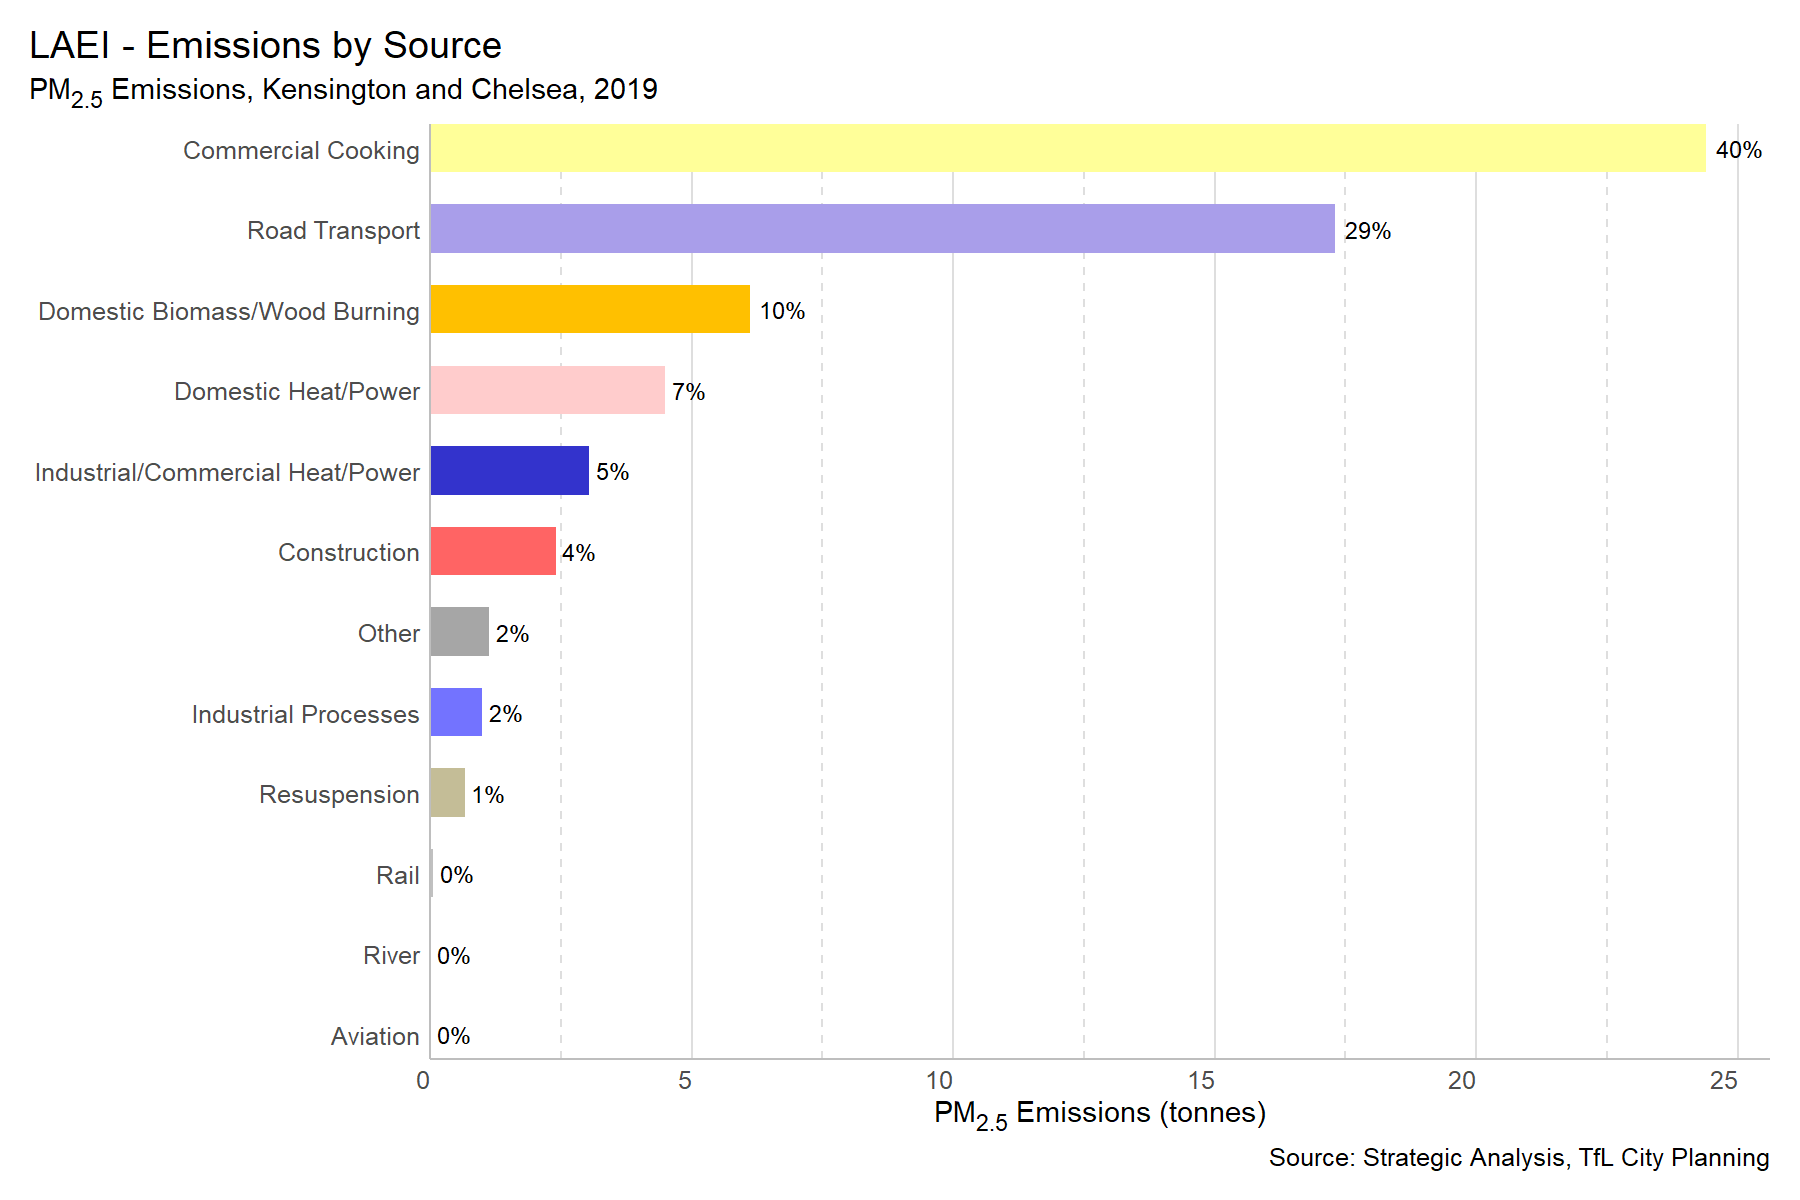 LAEI - Emissions by Source
PM2.5 Emissions, Kensington and Chelsea, 2019
Commercial Cooking 40%
Road Transport 29%
Domestic Biomass/Wood Burning 10%
Domestic Heat/Power 7%
Industrial/Commercial Heat/Power 5%
Construction 4%
Other 2%
Industrial Processes 2%
Resuspension 1%
Rail 0%
River 0%
Aviation 0%
0 5 10 15 20 25
PM2.5 Emissions (tonnes)
Source: Strategic Analysis, TfL City Planning